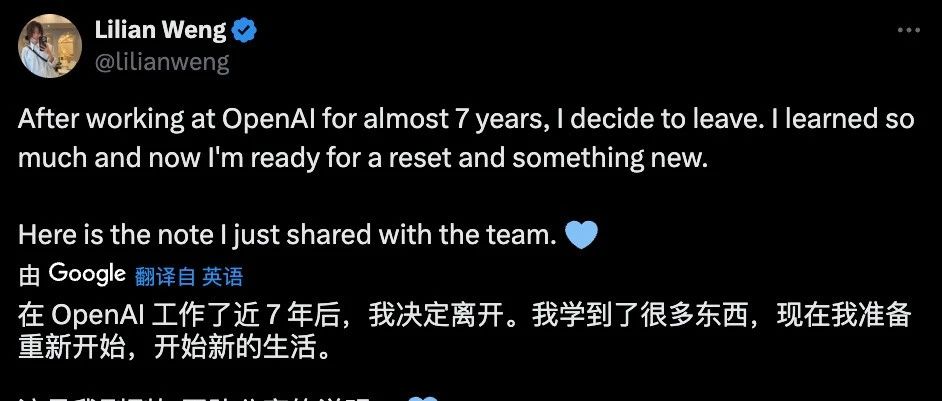 Lilian Weng
@lilianweng
After working at OpenAI for almost 7 years, I decide to leave. I learned so
much and now I'm ready for a reset and something new.
Here is the note I just shared with the team. 🩵
由 Google 翻译自 英语
在 OpenAI 工作了近 7 年后，我决定离开。我学到了很多东西，现在我准备
重新开始，开始新的生活。